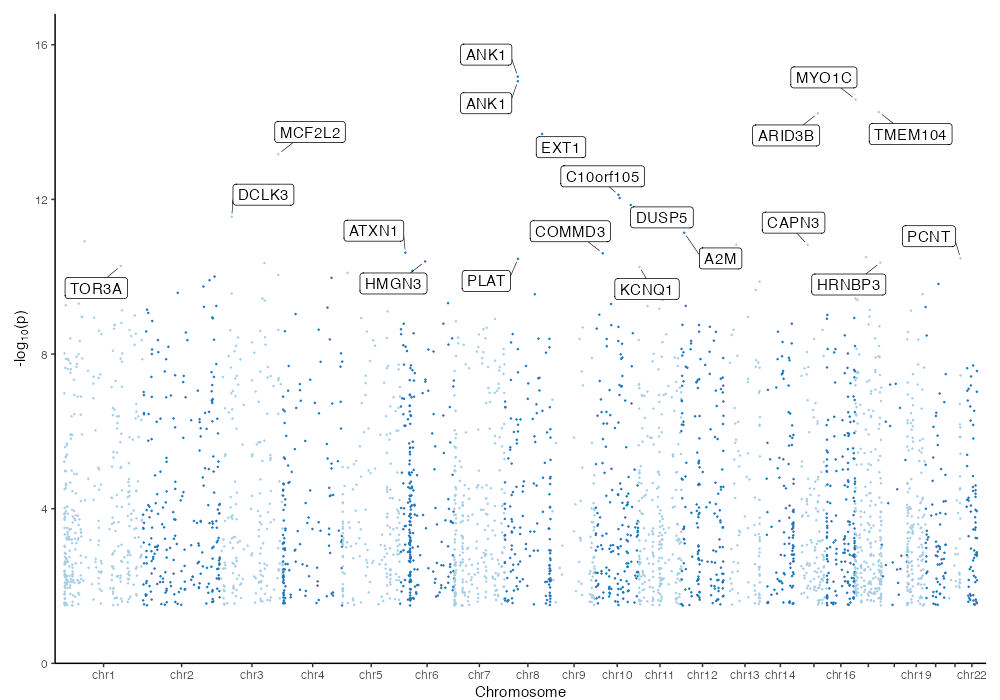 16
ANK1
MYO1C
ANK1
MCF2L2
ARID3B
TMEM104
EXT1
C10orf105
12
DCLK3
DUSP5
CAPN3
ATXN1
COMMD3
PCNT
A2M
TOR3A
HMGN3
PLAT
KCNQ1
HRNBP3
-log10(p)
8
4
0
chr1 chr2 chr3 chr4 chr5 chr6 chr7 chr8 chr9 chr10 chr11 chr12 chr13 chr14 chr16 chr19 chr22
Chromosome